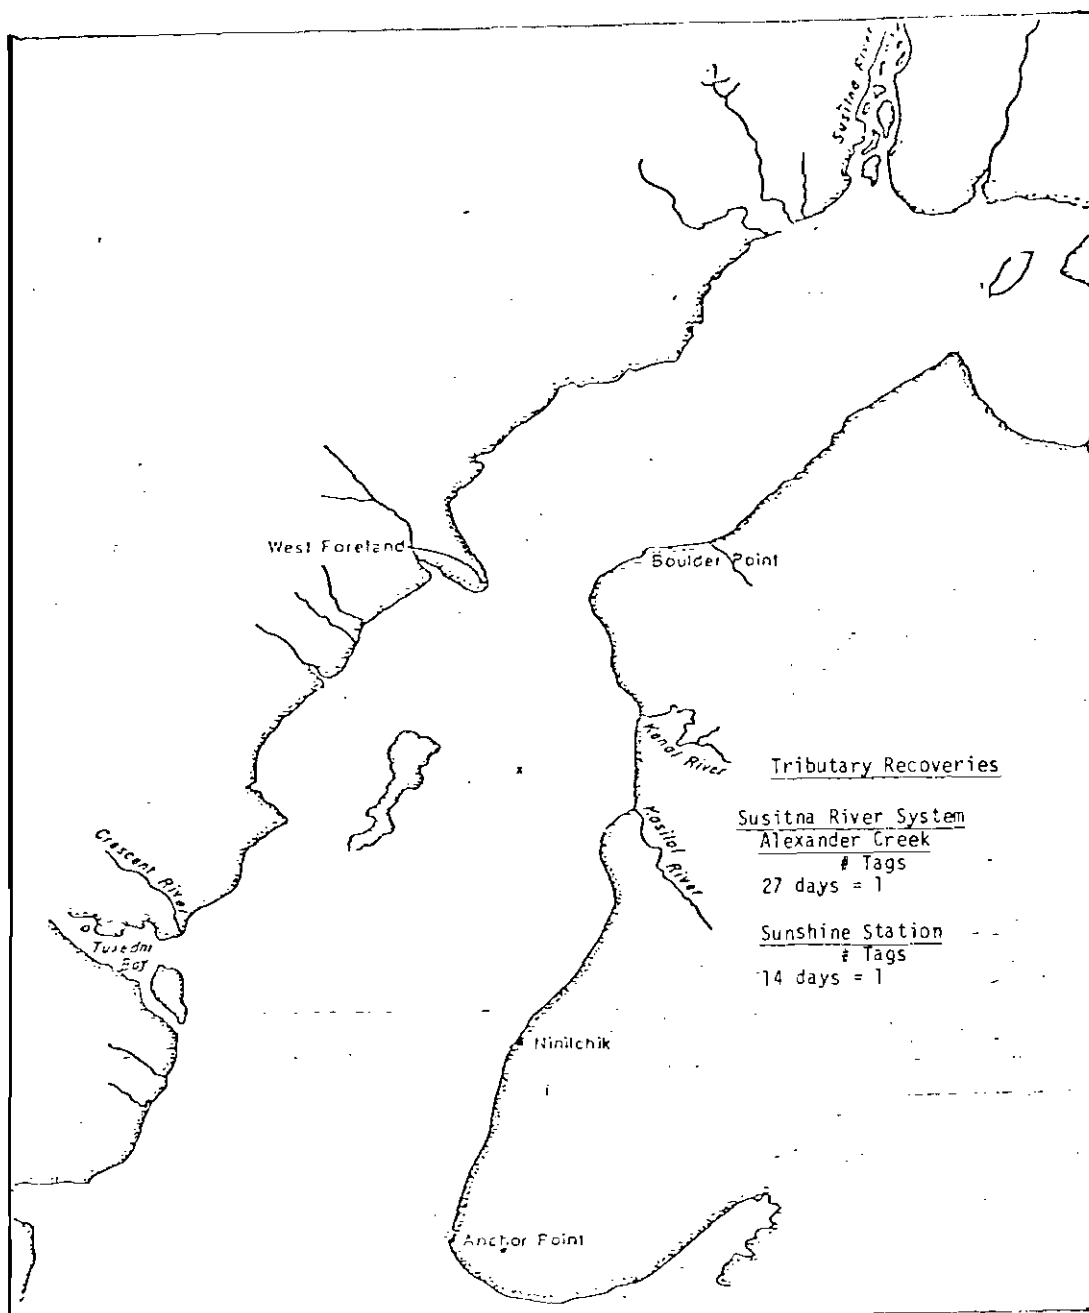 Susitna River
West Foreland
Boulder Point
Kenai River
Tributary Recoveries
Kasilof River
Susitna River System
Alexander Creek
# Tags
27 days = 1
Crescent River
Tuxedni
Bay
Sunshine Station
# Tags
14 days = 1
Ninilchik
Anchor Point